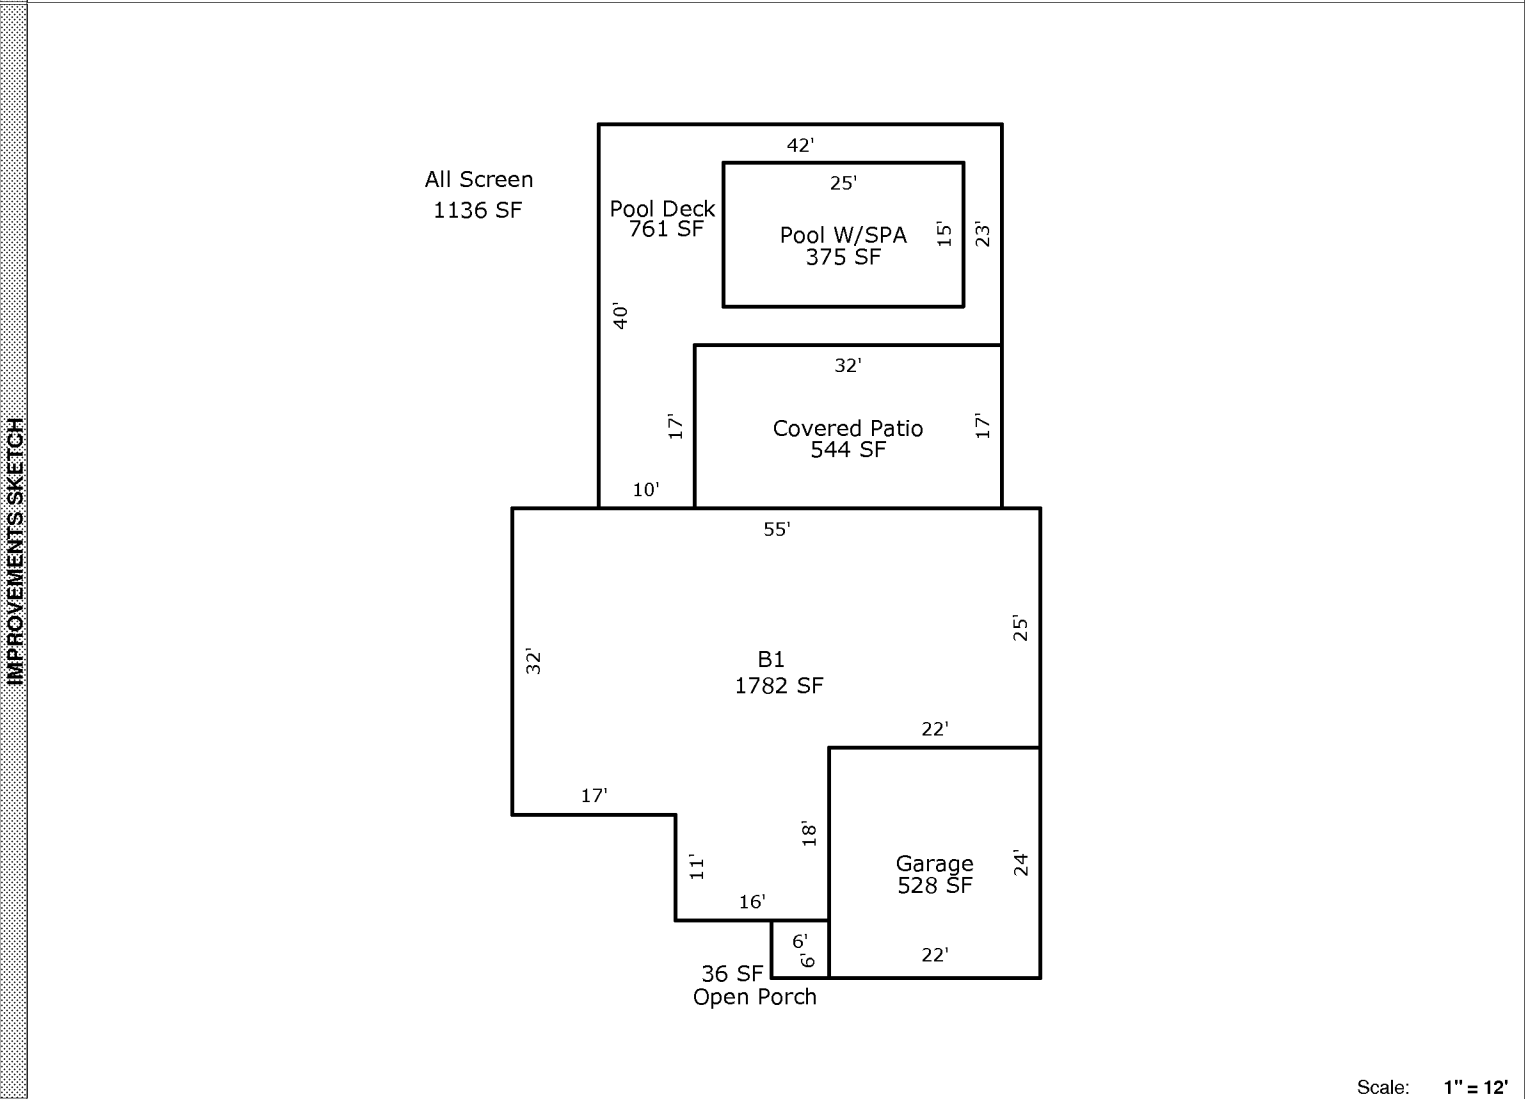 IMPROVEMENTS SKETCH
All Screen
1136 SF
42'
25'
Pool Deck
761 SF
Pool W/SPA
375 SF
15'
23'
40'
32'
17'
Covered Patio
544 SF
17'
10'
55'
32'
B1
1782 SF
25'
22'
17'
11'
18'
Garage
528 SF
24'
16'
6'
6'
22'
36 SF
Open Porch
Scale: 1" = 12'